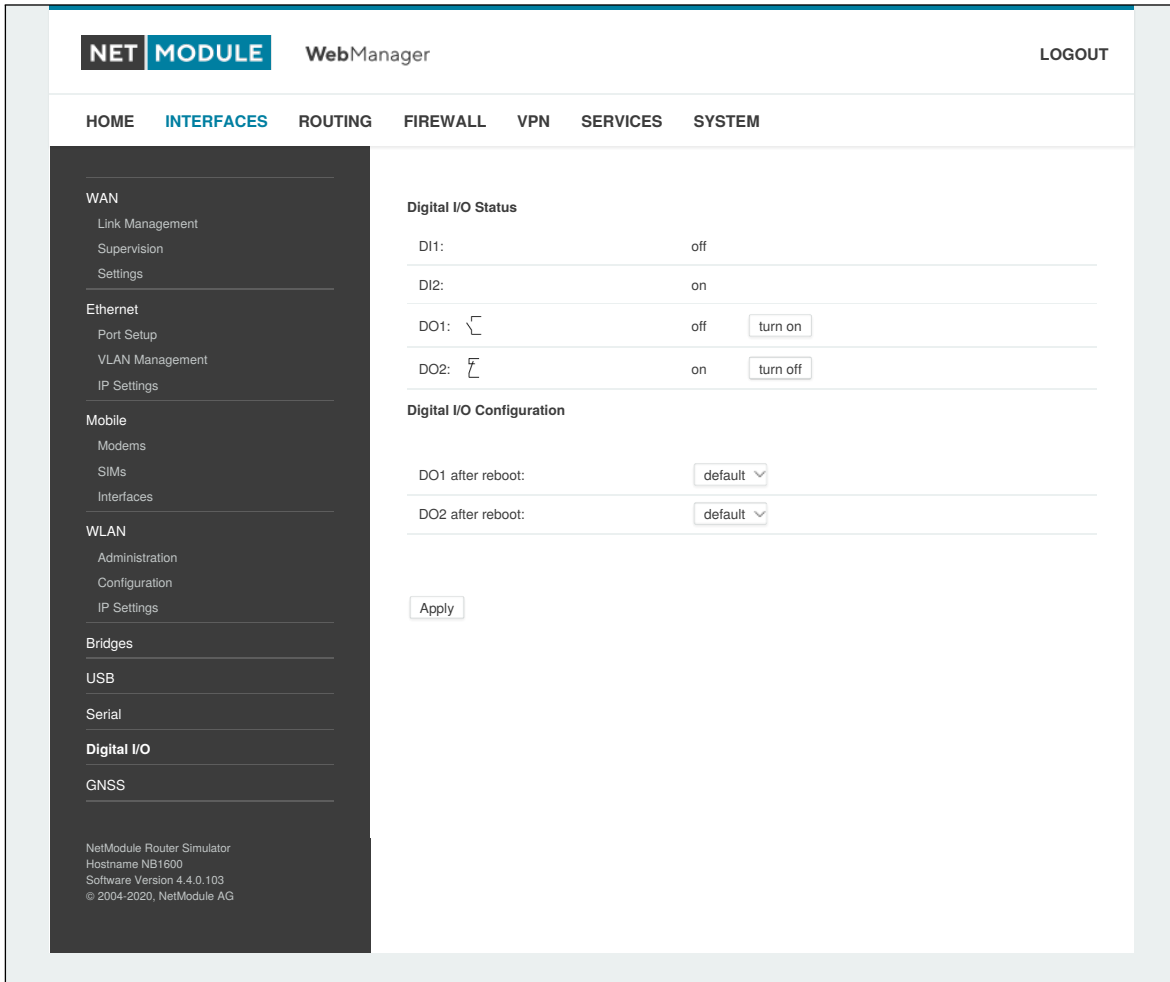 NET MODULE WebManager LOGOUT
HOME INTERFACES ROUTING FIREWALL VPN SERVICES SYSTEM
WAN
Link Management
Supervision
Settings
Ethernet
Port Setup
VLAN Management
IP Settings
Mobile
Modems
SIMs
Interfaces
WLAN
Administration
Configuration
IP Settings
Bridges
USB
Serial
Digital I/O
GNSS
NetModule Router Simulator
Hostname NB1600
Software Version 4.4.0.103
© 2004-2020, NetModule AG
Digital I/O Status
DI1: off
DI2: on
DO1: off turn on
DO2: on turn off
Digital I/O Configuration
DO1 after reboot: default
DO2 after reboot: default
Apply